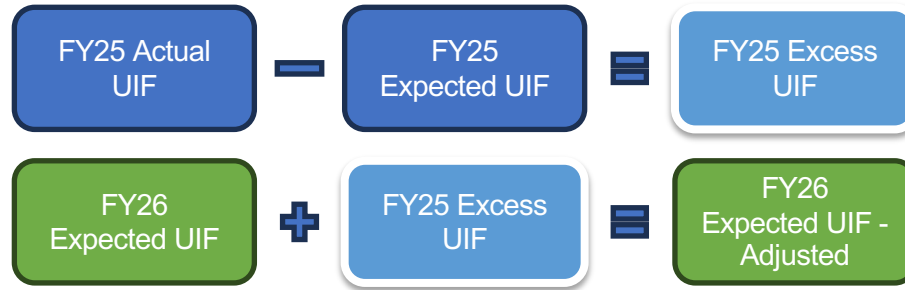 FY25 Actual
UIF
FY25
Expected UIF
FY25 Excess
UIF
FY26
Expected UIF
FY25 Excess
UIF
FY26
Expected UIF -
Adjusted